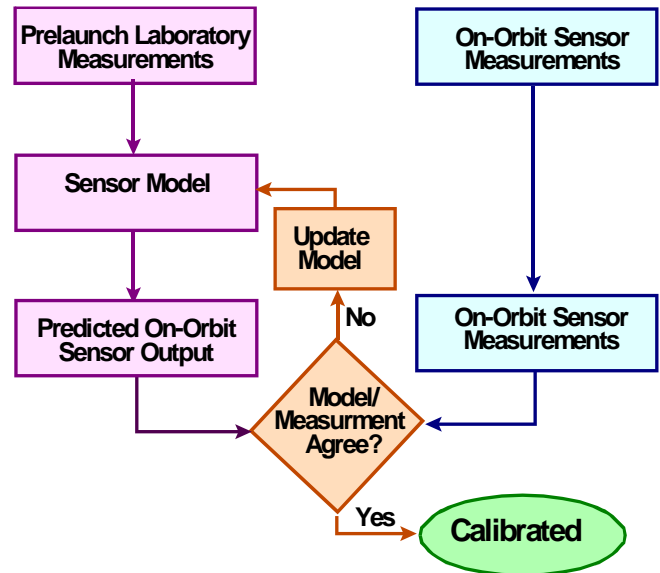 Prelaunch Laboratory
Measurements
On-Orbit Sensor
Measurements
Sensor Model
Update
Model
Predicted On-Orbit
Sensor Output
No
On-Orbit Sensor
Measurements
Model/
Measurment
Agree?
Yes
Calibrated